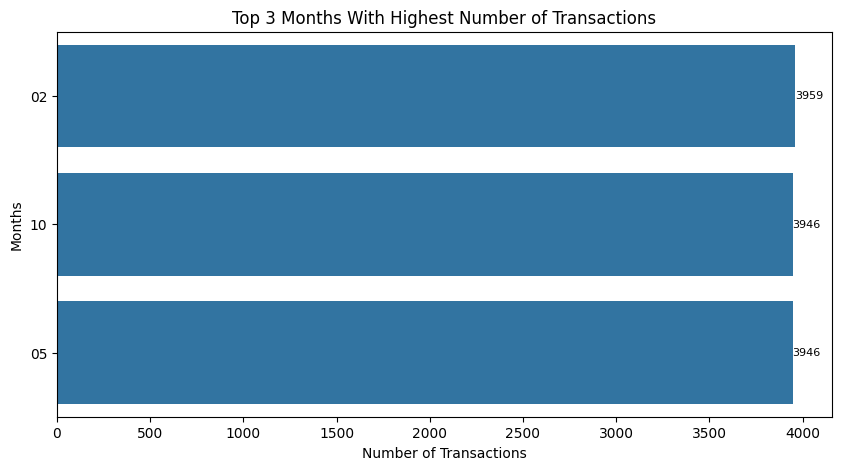 Top 3 Months With Highest Number of Transactions
Months
02
3959
10
3946
05
3946
0 500 1000 1500 2000 2500 3000 3500 4000
Number of Transactions